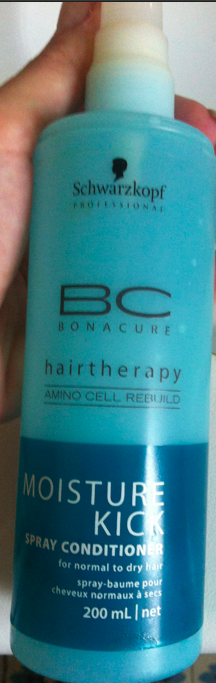 Schwarzkopf
PROFESSIONAL
BC
BONACURE
hairtherapy
AMINO CELL REBUILD
MOISTURE
KICK
SPRAY CONDITIONER
for normal to dry hair
spray-baume pour
cheveux normaux à secs
200 mL | net